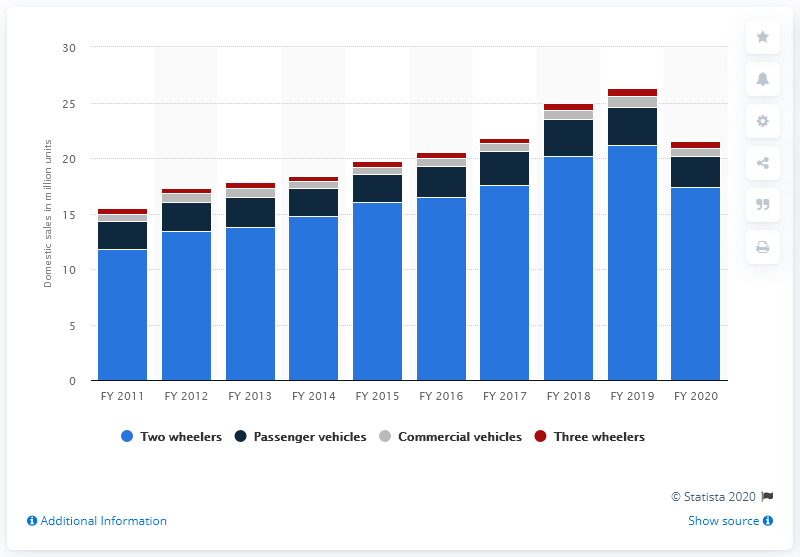 30
25
20
15
10
5
0
Domestic sales in million units
FY 2011 FY 2012 FY 2013 FY 2014 FY 2015 FY 2016 FY 2017 FY 2018 FY 2019 FY 2020
Two wheelers Passenger vehicles Commercial vehicles Three wheelers
© Statista 2020
Additional Information Show source